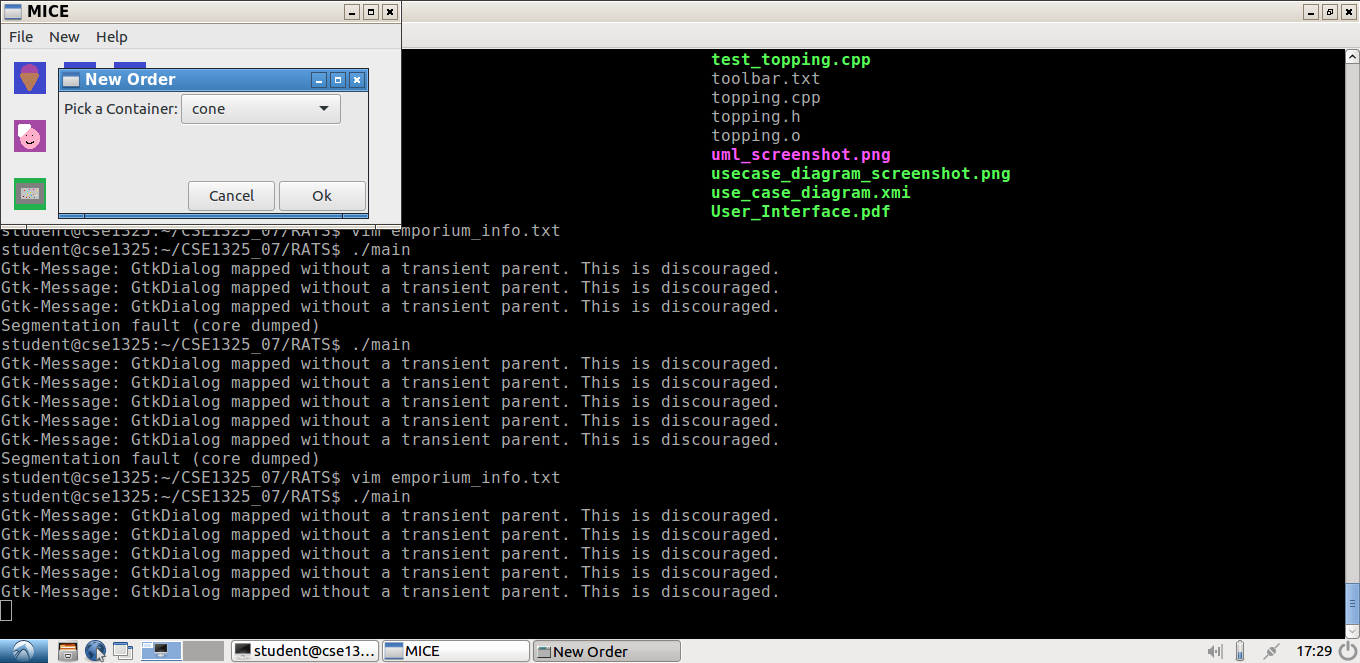 MICE
File New Help
New Order
Pick a Container: cone
Cancel Ok
test_topping.cpp
toolbar.txt
topping.cpp
topping.h
topping.o
uml_screenshot.png
usecase_diagram_screenshot.png
use_case_diagram.xmi
User_Interface.pdf
student@cse1325:~/CSE1325_07/RATS$ vim emporium_info.txt
student@cse1325:~/CSE1325_07/RATS$ ./main
Gtk-Message: GtkDialog mapped without a transient parent. This is discouraged.
Gtk-Message: GtkDialog mapped without a transient parent. This is discouraged.
Gtk-Message: GtkDialog mapped without a transient parent. This is discouraged.
Segmentation fault (core dumped)
student@cse1325:~/CSE1325_07/RATS$ ./main
Gtk-Message: GtkDialog mapped without a transient parent. This is discouraged.
Gtk-Message: GtkDialog mapped without a transient parent. This is discouraged.
Gtk-Message: GtkDialog mapped without a transient parent. This is discouraged.
Gtk-Message: GtkDialog mapped without a transient parent. This is discouraged.
Gtk-Message: GtkDialog mapped without a transient parent. This is discouraged.
Segmentation fault (core dumped)
student@cse1325:~/CSE1325_07/RATS$ vim emporium_info.txt
student@cse1325:~/CSE1325_07/RATS$ ./main
Gtk-Message: GtkDialog mapped without a transient parent. This is discouraged.
Gtk-Message: GtkDialog mapped without a transient parent. This is discouraged.
Gtk-Message: GtkDialog mapped without a transient parent. This is discouraged.
Gtk-Message: GtkDialog mapped without a transient parent. This is discouraged.
Gtk-Message: GtkDialog mapped without a transient parent. This is discouraged.
student@cse13... MICE New Order 17:29